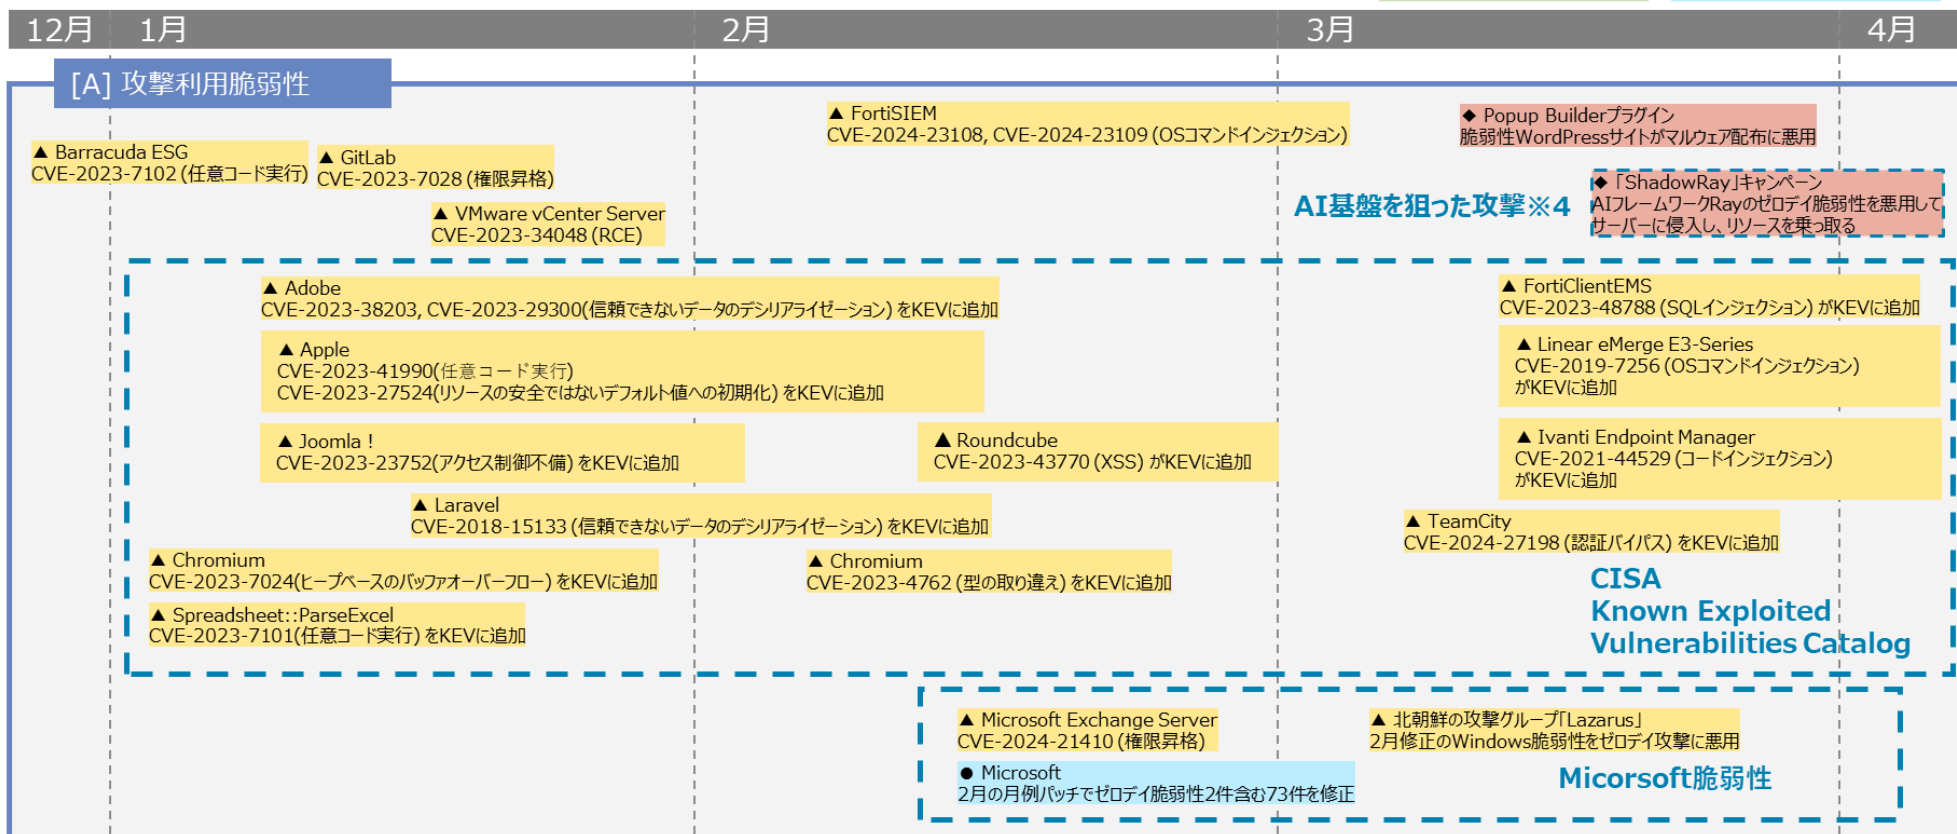 12月 1月 2月 3月 4月
[A] 攻撃利用脆弱性
▲ Barracuda ESG
CVE-2023-7102 (任意コード実行)
▲ GitLab
CVE-2023-7028 (権限昇格)
▲ VMware vCenter Server
CVE-2023-34048 (RCE)
▲ FortiSIEM
CVE-2024-23108, CVE-2024-23109 (OSコマンドインジェクション)
◆ Popup Builderプラグイン
脆弱性WordPressサイトがマルウェア配布に悪用
AI基盤を狙った攻撃※4
◆ 「ShadowRay」キャンペーン
AIフレームワークRayのゼロデイ脆弱性を悪用して
サーバーに侵入し、リソースを乗っ取る
▲ Adobe
CVE-2023-38203, CVE-2023-29300(信頼できないデータのデシリアライゼーション) をKEVに追加
▲ Apple
CVE-2023-41990(任意コード実行)
CVE-2023-27524(リソースの安全ではないデフォルト値への初期化) をKEVに追加
▲ Joomla !
CVE-2023-23752(アクセス制御不備) をKEVに追加
▲ Roundcube
CVE-2023-43770 (XSS) がKEVに追加
▲ Laravel
CVE-2018-15133 (信頼できないデータのデシリアライゼーション) をKEVに追加
▲ Chromium
CVE-2023-7024(ヒープベースのバッファオーバーフロー) をKEVに追加
▲ Chromium
CVE-2023-4762 (型の取り違え) をKEVに追加
▲ Spreadsheet::ParseExcel
CVE-2023-7101(任意コード実行) をKEVに追加
▲ FortiClientEMS
CVE-2023-48788 (SQLインジェクション) がKEVに追加
▲ Linear eMerge E3-Series
CVE-2019-7256 (OSコマンドインジェクション)
がKEVに追加
▲ Ivanti Endpoint Manager
CVE-2021-44529 (コードインジェクション)
がKEVに追加
▲ TeamCity
CVE-2024-27198 (認証バイパス) をKEVに追加
CISA
Known Exploited
Vulnerabilities Catalog
▲ Microsoft Exchange Server
CVE-2024-21410 (権限昇格)
● Microsoft
2月の月例パッチでゼロデイ脆弱性2件含む73件を修正
▲ 北朝鮮の攻撃グループ「Lazarus」
2月修正のWindows脆弱性をゼロデイ攻撃に悪用
Micorsoft脆弱性